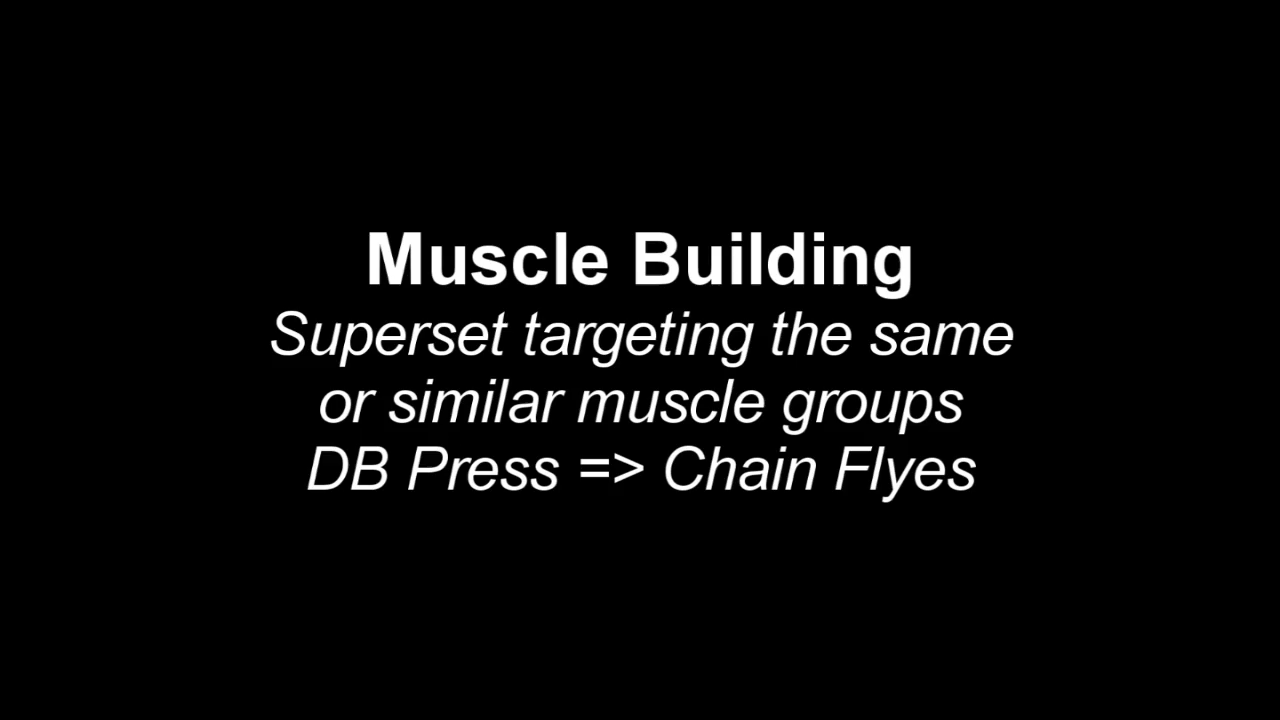 Muscle Building
Superset targeting the same
or similar muscle groups
DB Press => Chain Flyes